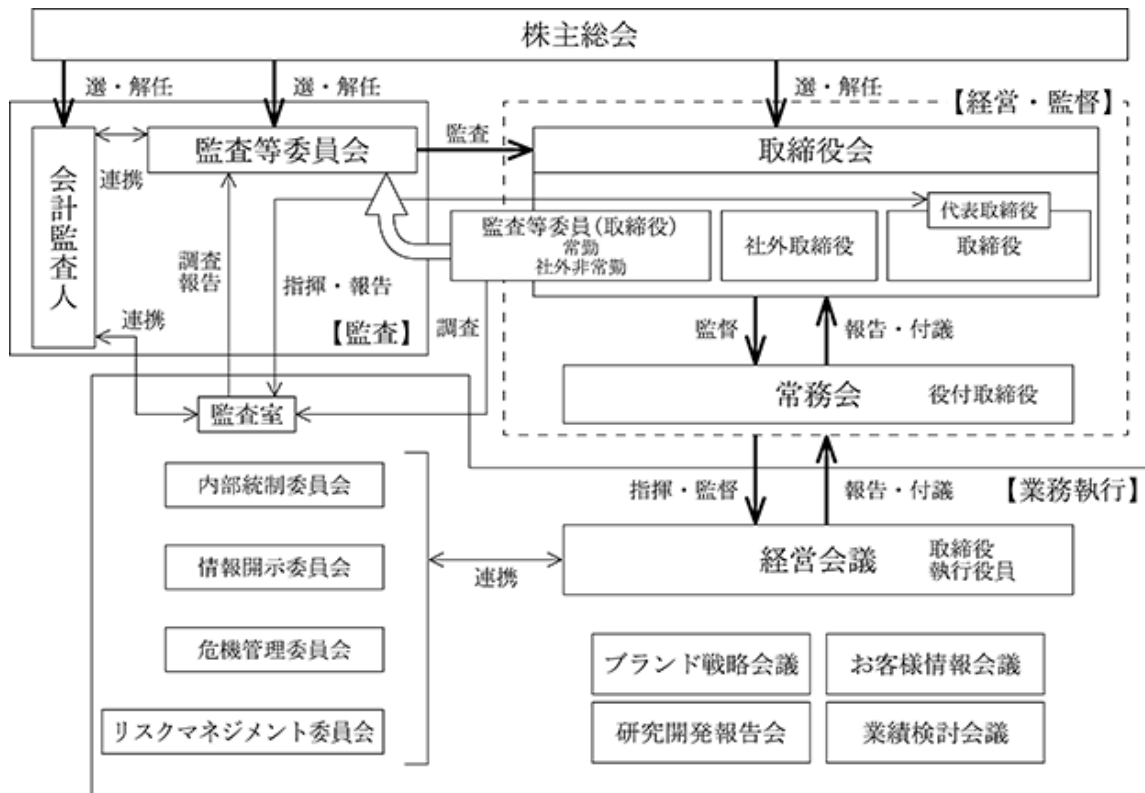 株主総会
選・解任
選・解任
選・解任
【経営・監督】
会計監査人
連携
監査等委員会
監査
取締役会
代表取締役
監査等委員(取締役)
常勤
社外非常勤
社外取締役
取締役
調査
報告
指揮・報告
連携
【監査】
調査
監督
報告・付議
常務会
役付取締役
監査室
指揮・監督
報告・付議
【業務執行】
内部統制委員会
情報開示委員会
危機管理委員会
リスクマネジメント委員会
連携
経営会議
取締役
執行役員
ブランド戦略会議
お客様情報会議
研究開発報告会
業績検討会議